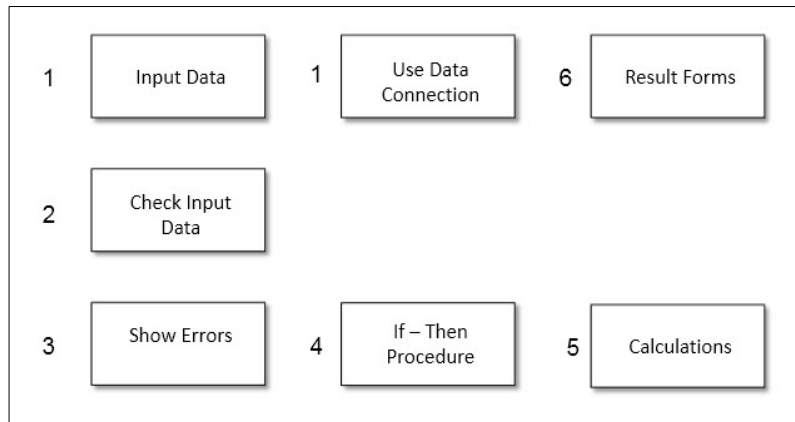 1
Input Data
1
Use Data
Connection
6
Result Forms
2
Check Input
Data
3
Show Errors
4
If – Then
Procedure
5
Calculations